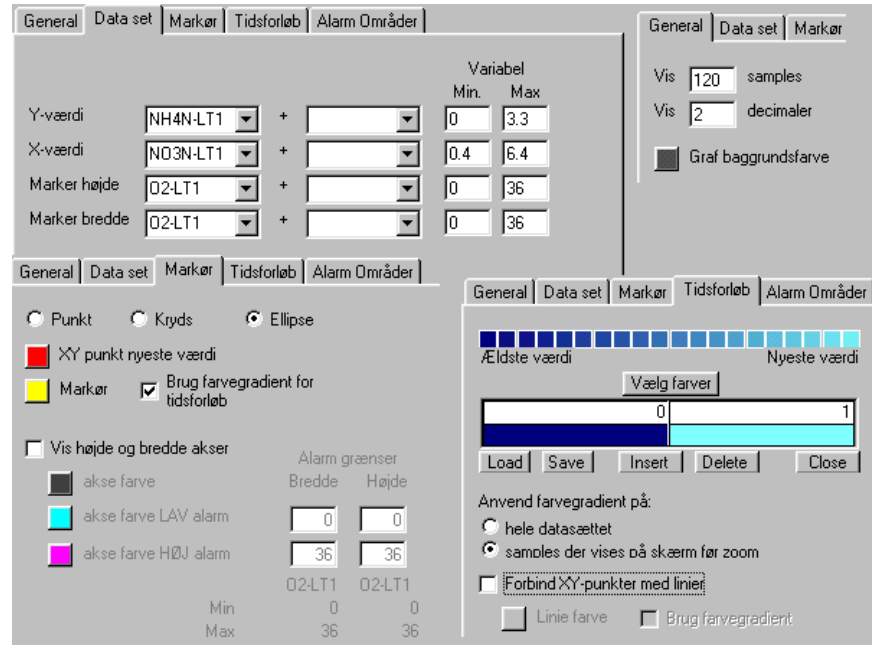 General Data set Markør Tidsforløb Alarm Områder
Variabel
Min. Max
Y-værdi NH4N-LT1 + 0 3.3
X-værdi NO3N-LT1 + 0.4 6.4
Marker højde O2-LT1 + 0 36
Marker bredde O2-LT1 + 0 36
General Data set Markør
Vis 120 samples
Vis 2 decimaler
Graf baggrundsfarve
General Data set Markør Tidsforløb Alarm Områder
Punkt Kryds Ellipse
XY punkt nyeste værdi
Markør Brug farvegradient for
tidsforløb
Vis højde og bredde akser
Alarm grænser
akse farve Bredde Højde
akse farve LAV alarm 0 0
akse farve HØJ alarm 36 36
O2-LT1 O2-LT1
Min 0 0
Max 36 36
General Data set Markør Tidsforløb Alarm Områder
Ældste værdi Nyeste værdi
Vælg farver
0 1
Load Save Insert Delete Close
Anvend farvegradient på:
hele datasættet
samples der vises på skærm før zoom
Forbind XY-punkter med linier
Linie farve Brug farvegradient